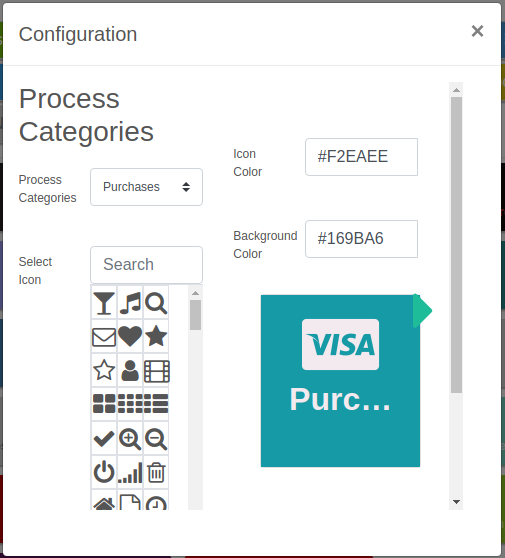 Configuration ×
Process
Categories
Process
Categories
Purchases
Select
Icon
Search
Icon
Color
#F2EAEE
Background
Color
#169BA6
VISA
Purc...